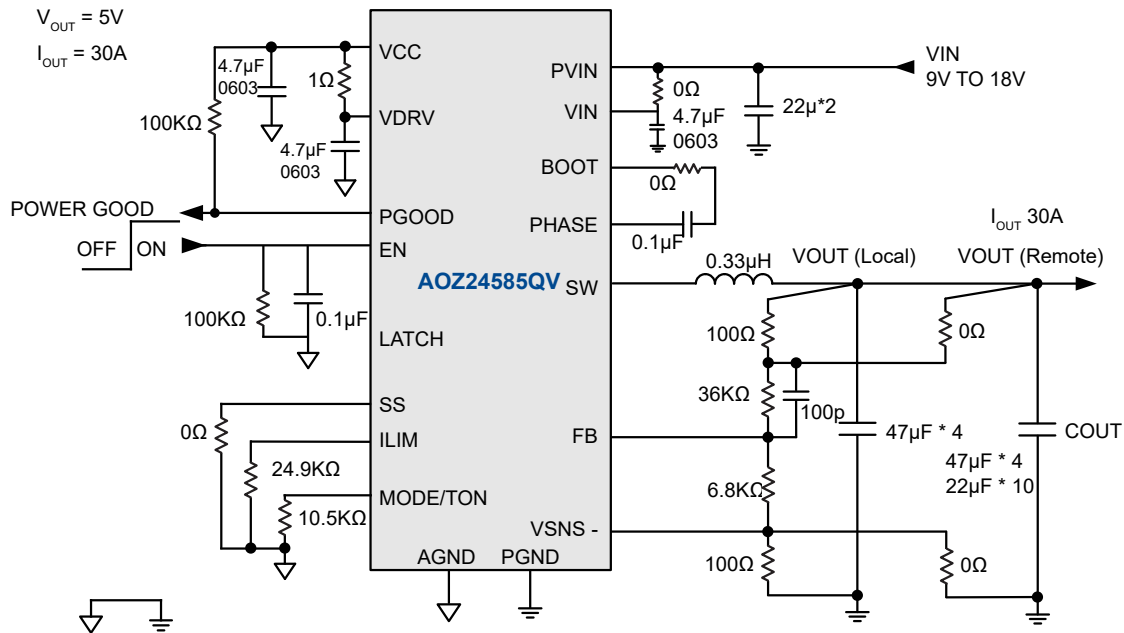 V_OUT = 5V
I_OUT = 30A
VCC
4.7µF
0603
1Ω
100KΩ
VDRV
4.7µF
0603
POWER GOOD
PGOOD
OFF
ON
EN
100KΩ
0.1µF
LATCH
SS
0Ω
ILIM
24.9KΩ
MODE/TON
10.5KΩ
AGND
PGND
AOZ24585QV
PVIN
VIN
9V TO 18V
0Ω
VIN
4.7µF
0603
22µ*2
BOOT
0Ω
PHASE
0.1µF
I_OUT 30A
0.33µH
VOUT (Local)
VOUT (Remote)
SW
100Ω
0Ω
36KΩ
100p
FB
47µF * 4
COUT
47µF * 4
22µF * 10
6.8KΩ
VSNS -
100Ω
0Ω